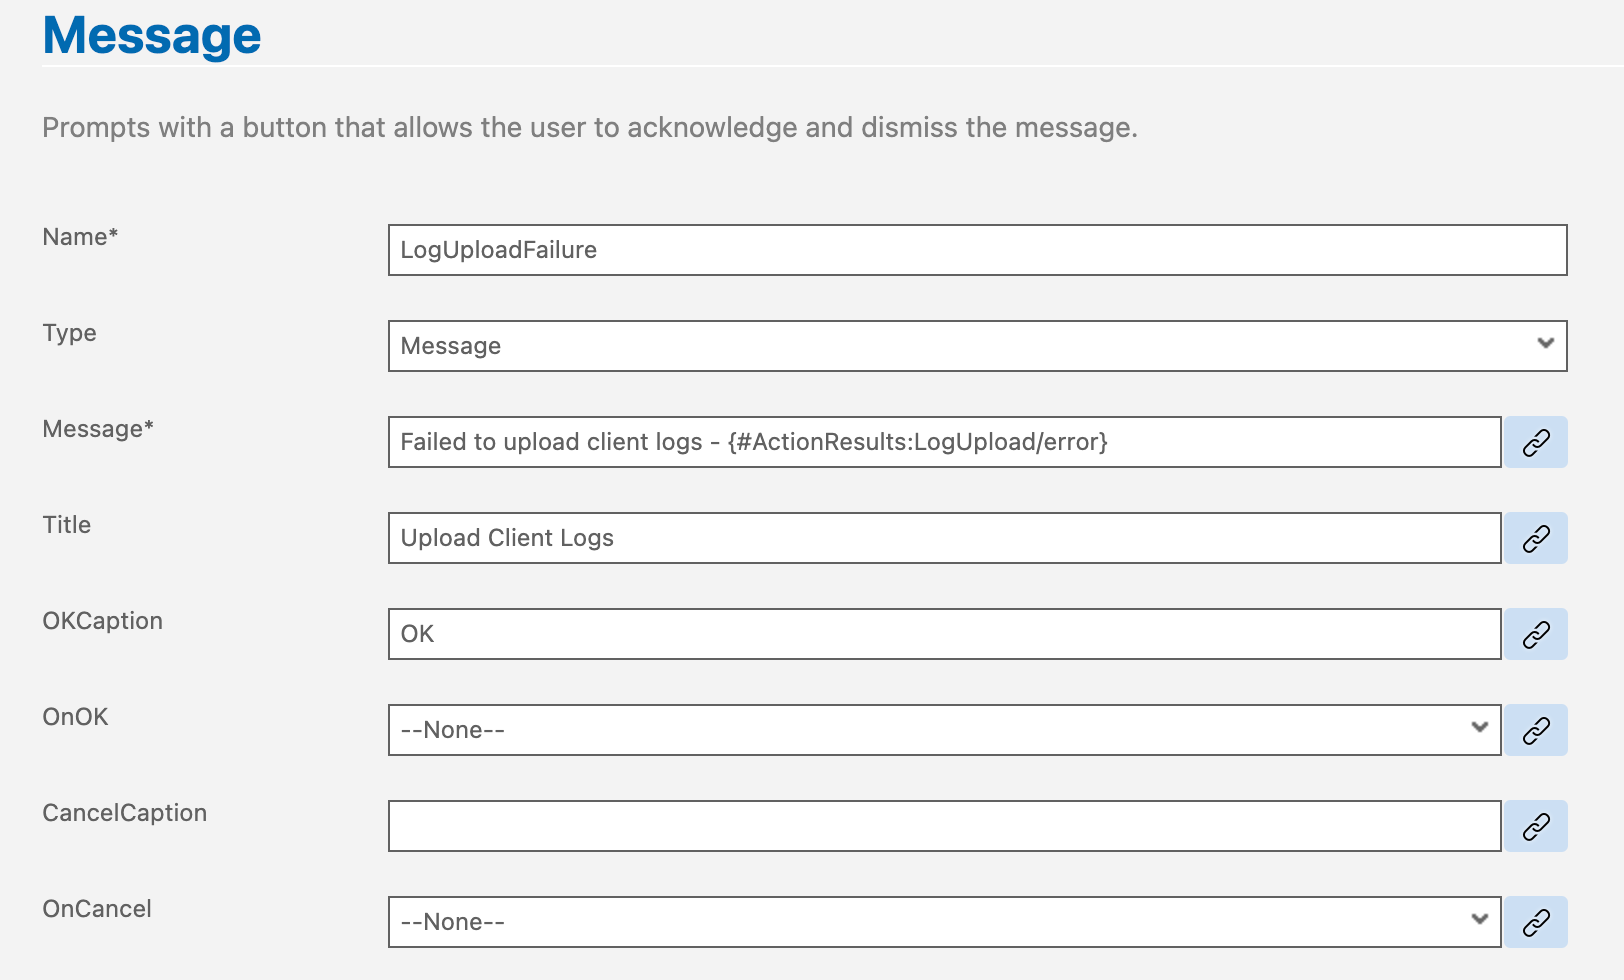 Message
Prompts with a button that allows the user to acknowledge and dismiss the message.
Name*
LogUploadFailure
Type
Message
Message*
Failed to upload client logs - {#ActionResults:LogUpload/error}
Title
Upload Client Logs
OKCaption
OK
OnOK
--None--
CancelCaption
OnCancel
--None--